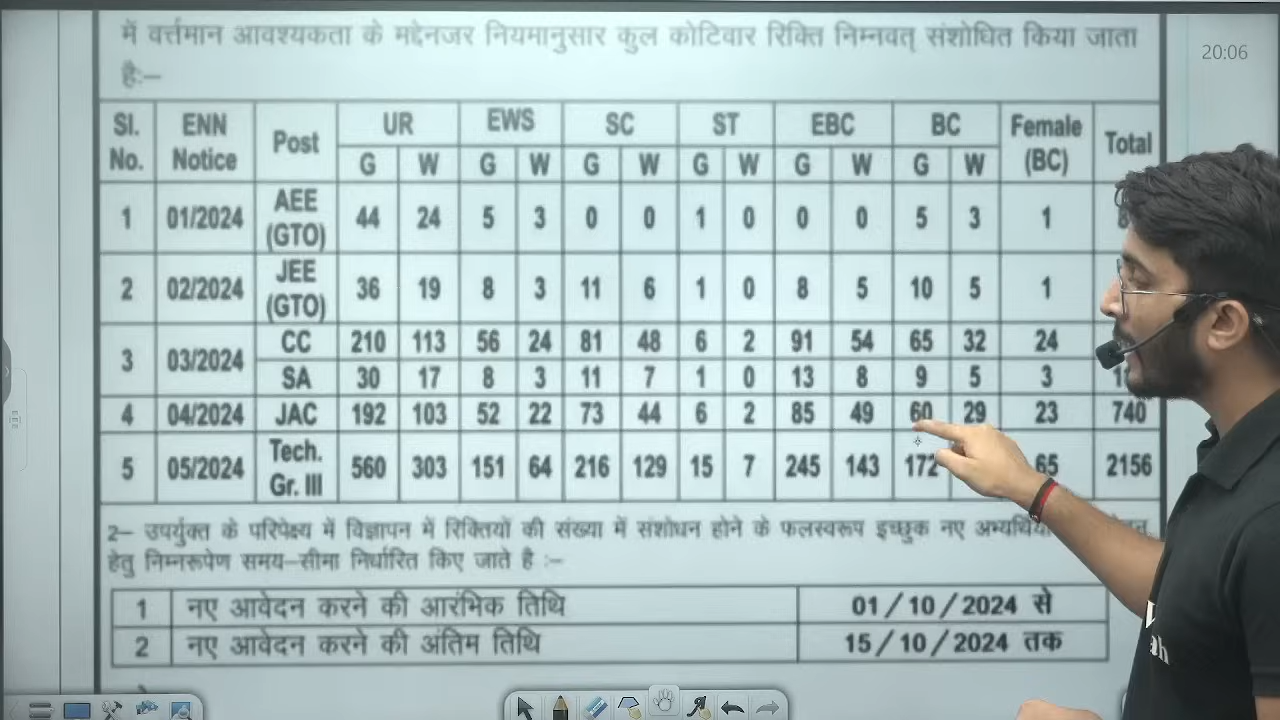 में वर्त्तमान आवश्यकता के मद्देनजर नियमानुसार कुल कोटिवार रिक्ति निम्नवत् संशोधित किया जाता
है:—
20:06
Sl. No. ENN Notice Post UR EWS SC ST EBC BC Female (BC) Total
G W G W G W G W G W G W
1 01/2024 AEE (GTO) 44 24 5 3 0 0 1 0 0 0 5 3 1
2 02/2024 JEE (GTO) 36 19 8 3 11 6 1 0 8 5 10 5 1
3 03/2024 CC 210 113 56 24 81 48 6 2 91 54 65 32 24
SA 30 17 8 3 11 7 1 0 13 8 9 5 3
4 04/2024 JAC 192 103 52 22 73 44 6 2 85 49 60 29 23 740
5 05/2024 Tech. Gr. III 560 303 151 64 216 129 15 7 245 143 172 65 2156
2— उपर्युक्त के परिपेक्ष्य में विज्ञापन में रिक्तियों की संख्या में संशोधन होने के फलस्वरूप इच्छुक नए
हेतु निम्नरूपेण समय—सीमा निर्धारित किए जाते है :—
1 नए आवेदन करने की आरंभिक तिथि 01/10/2024 से
2 नए आवेदन करने की अंतिम तिथि 15/10/2024 तक